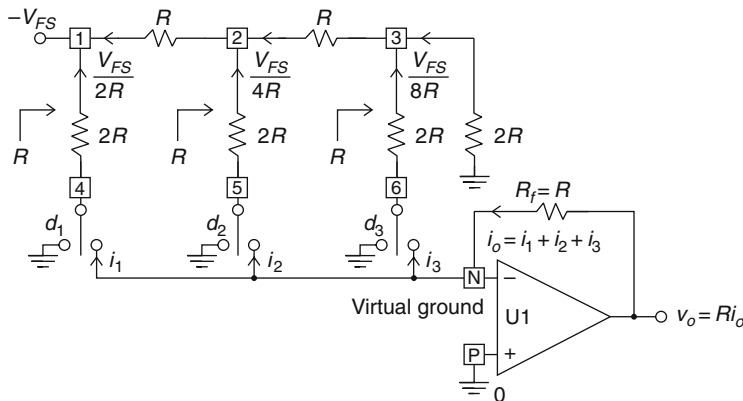 −V_FS 1 R 2 R 3
V_FS/2R V_FS/4R V_FS/8R
R 2R R 2R R 2R 2R
4 5 6
R_f = R
d_1 d_2 d_3
i_o = i_1 + i_2 + i_3
i_1 i_2 i_3 N −
Virtual ground U1 v_o = Ri_o
P +
0